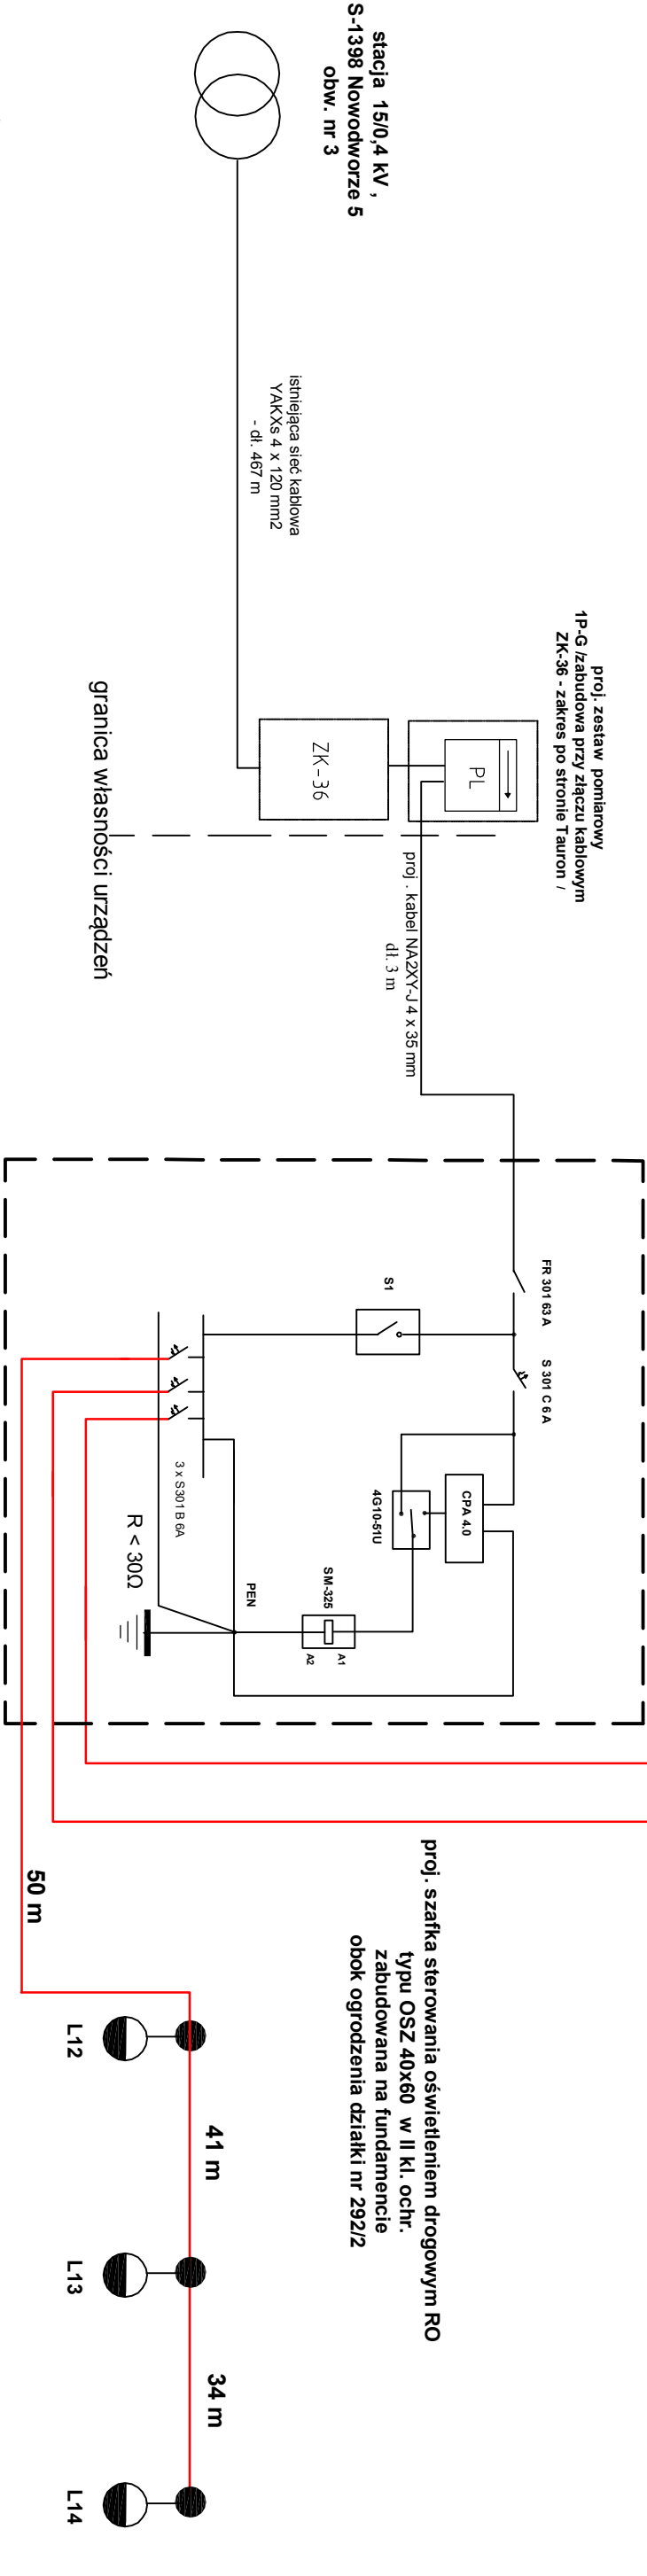 stacja 15/0,4 kV ,
S-1398 Nowodworze 5
obw. nr 3
istniejąca sieć kablowa
YAKXs 4 x 120 mm2
- dł. 467 m
proj. zestaw pomiarowy
1P-G /zabudowa przy złączu kablowym
ZK-36 - zakres po stronie Tauron /
PL
ZK-36
granica własności urządzeń
proj . kabel NA2XY-J 4 x 35 mm
dł. 3 m
FR 301 63 A
S 301 C 6 A
S1
CPA 4.0
4G10-51U
SM-325
A1
A2
PEN
3 x S301 B 6A
R < 30Ω
proj. szafka sterowania oświetleniem drogowym RO
typu OSZ 40x60 w II kl. ochr.
zabudowana na fundamencie
obok ogrodzenia działki nr 292/2
50 m
41 m
34 m
L12
L13
L14